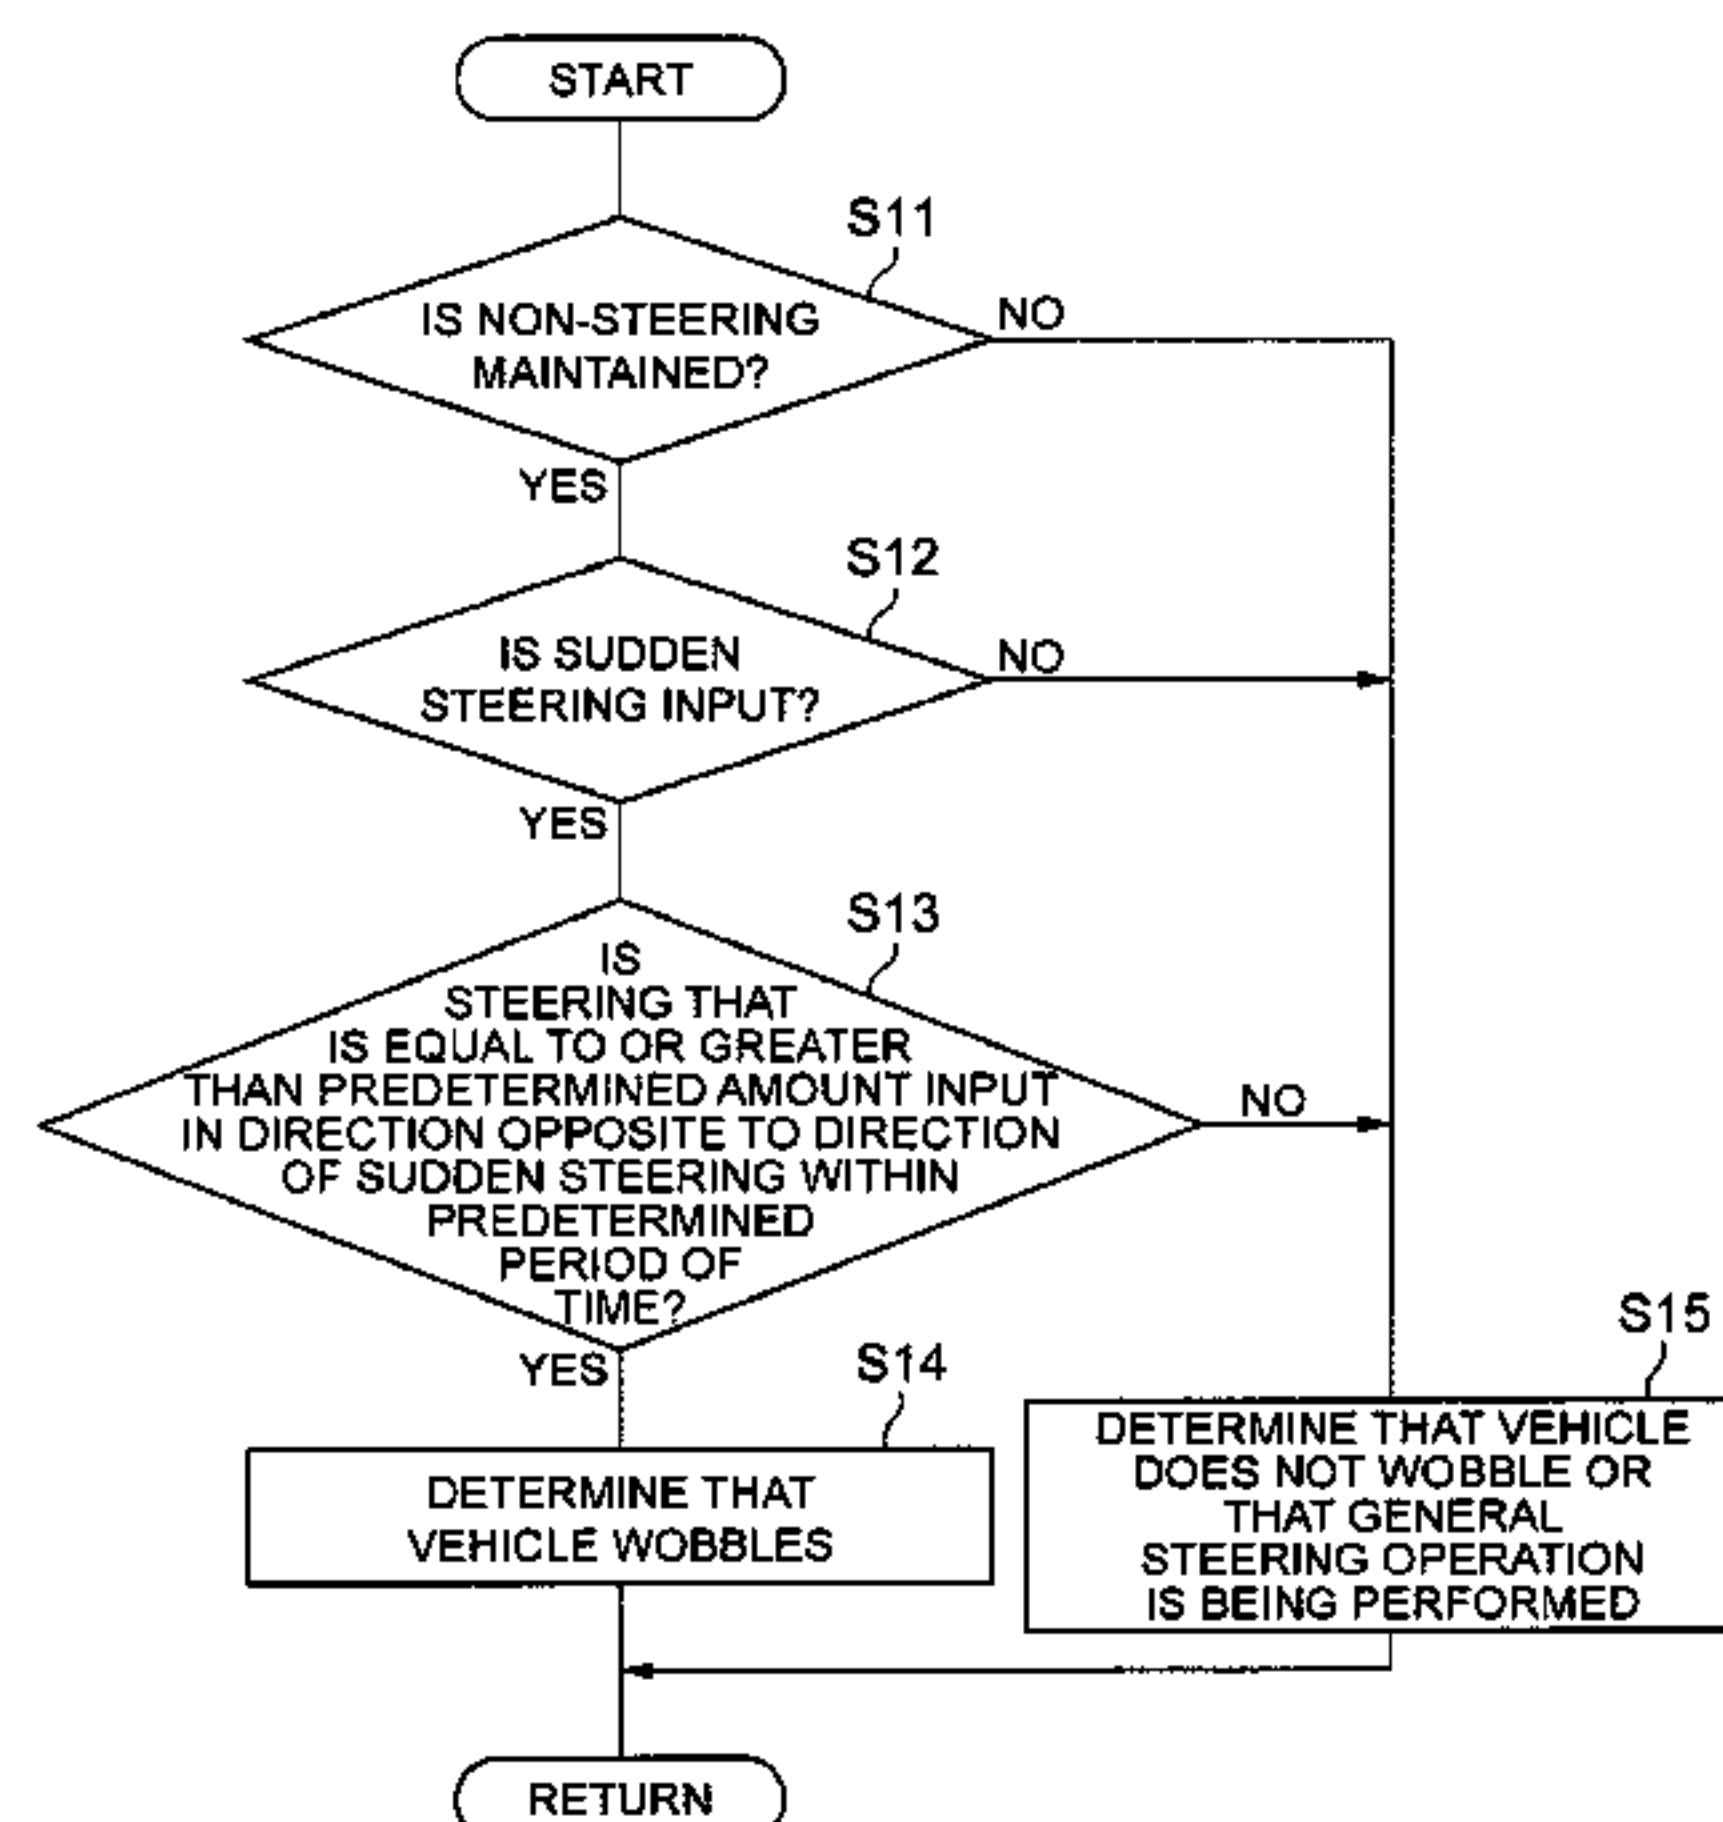 START
S11
IS NON-STEERING
MAINTAINED?
NO
YES
S12
IS SUDDEN
STEERING INPUT?
NO
YES
S13
IS
STEERING THAT
IS EQUAL TO OR GREATER
THAN PREDETERMINED AMOUNT INPUT
IN DIRECTION OPPOSITE TO DIRECTION
OF SUDDEN STEERING WITHIN
PREDETERMINED
PERIOD OF
TIME?
NO
YES
S14
DETERMINE THAT
VEHICLE WOBBLES
S15
DETERMINE THAT VEHICLE
DOES NOT WOBBLE OR
THAT GENERAL
STEERING OPERATION
IS BEING PERFORMED
RETURN